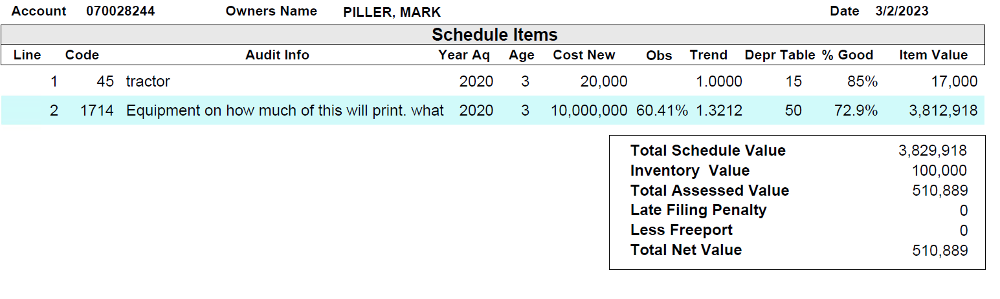 Account 070028244 Owners Name PILLER, MARK Date 3/2/2023
Schedule Items
Line Code Audit Info Year Aq Age Cost New Obs Trend Depr Table % Good Item Value
1 45 tractor 2020 3 20,000 1.0000 15 85% 17,000
2 1714 Equipment on how much of this will print. what 2020 3 10,000,000 60.41% 1.3212 50 72.9% 3,812,918
Total Schedule Value 3,829,918
Inventory Value 100,000
Total Assessed Value 510,889
Late Filing Penalty 0
Less Freeport 0
Total Net Value 510,889